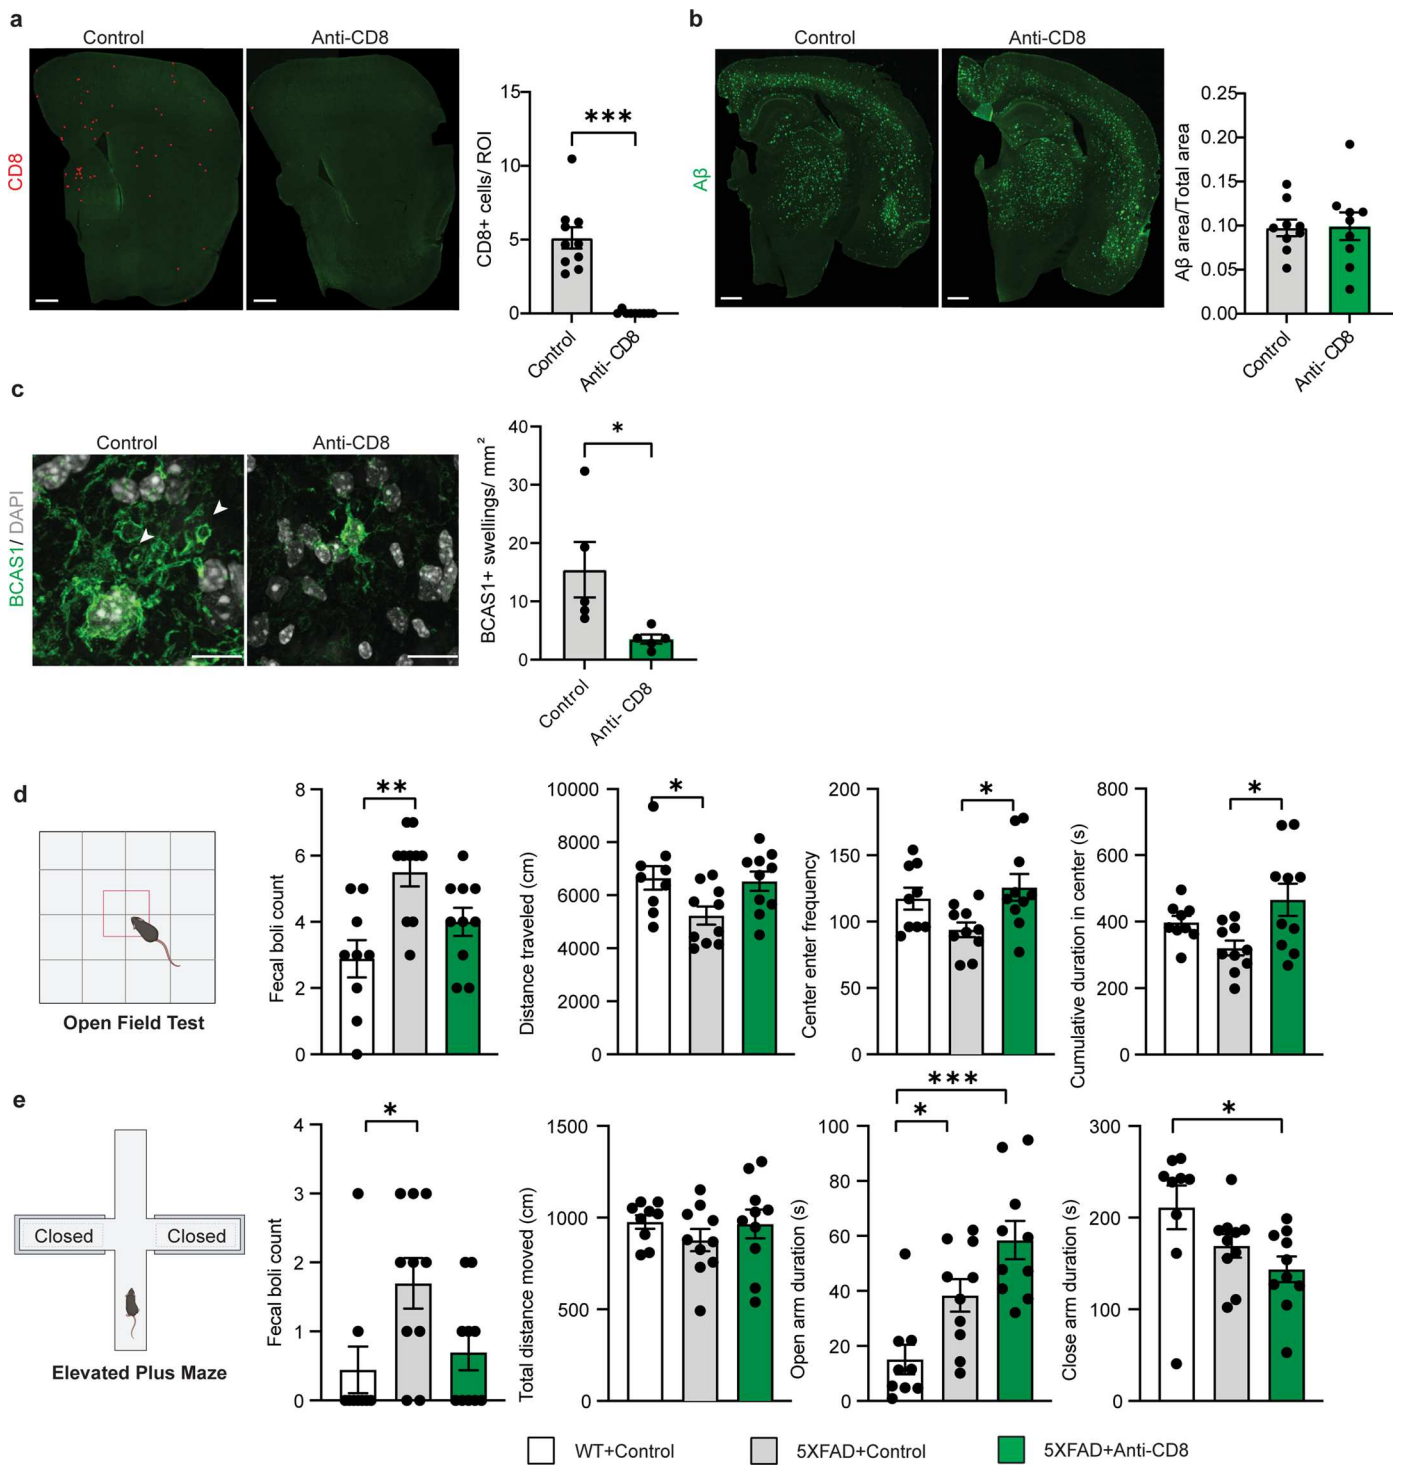 a
Control
Anti-CD8
CD8
CD8+ cells/ ROI
15
10
5
0
***
Control
Anti- CD8
b
Control
Anti-CD8
Aβ
Aβ area/Total area
0.25
0.20
0.15
0.10
0.05
0.00
Control
Anti- CD8
c
Control
Anti-CD8
BCAS1/ DAPI
BCAS1+ swellings/ mm²
40
30
20
10
0
*
Control
Anti- CD8
d
Open Field Test
Fecal boli count
8
6
4
2
0
**
Distance traveled (cm)
10000
8000
6000
4000
2000
0
*
Center enter frequency
200
150
100
50
0
*
Cumulative duration in center (s)
800
600
400
200
0
*
e
Closed
Closed
Elevated Plus Maze
Fecal boli count
4
3
2
1
0
*
Total distance moved (cm)
1500
1000
500
0
Open arm duration (s)
100
80
60
40
20
0
***
*
Close arm duration (s)
300
200
100
0
*
WT+Control
5XFAD+Control
5XFAD+Anti-CD8